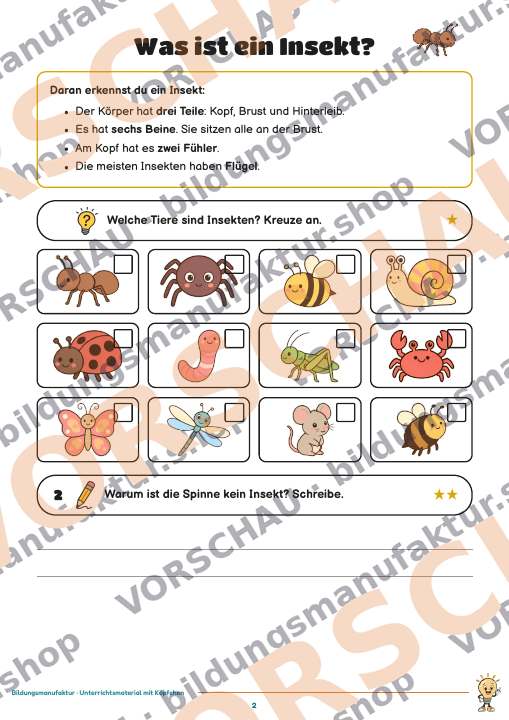 Was ist ein Insekt?
Daran erkennst du ein Insekt:
• Der Körper hat drei Teile: Kopf, Brust und Hinterleib.
• Es hat sechs Beine. Sie sitzen alle an der Brust.
• Am Kopf hat es zwei Fühler.
• Die meisten Insekten haben Flügel.
Welche Tiere sind Insekten? Kreuze an.
2 Warum ist die Spinne kein Insekt? Schreibe.
Bildungsmanufaktur · Unterrichtsmaterial mit Köpfchen
2
VORSCHAU · bildungsmanufaktur.shop